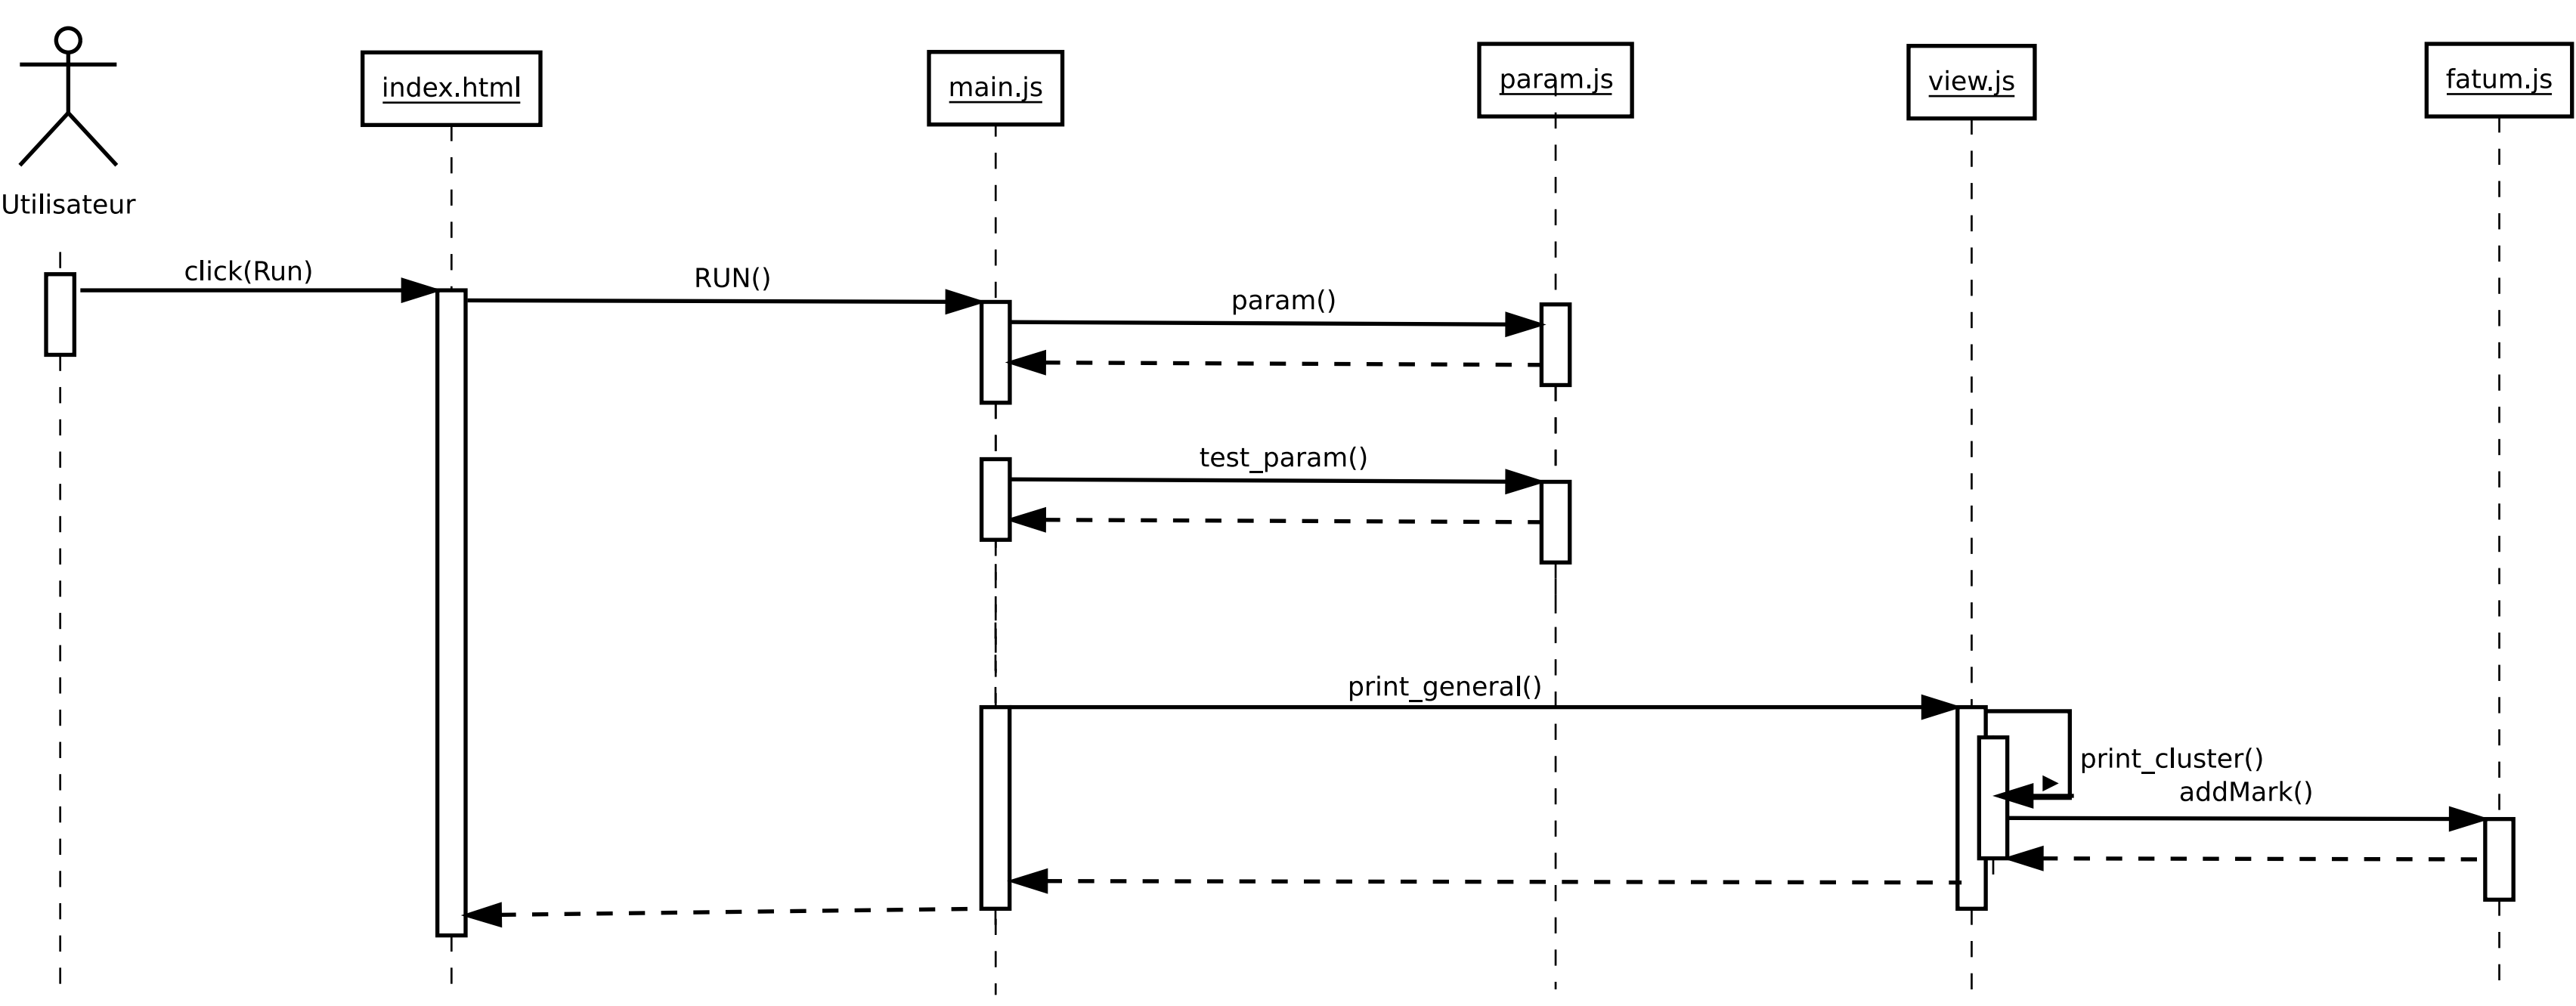 index.html
main.js
param.js
view.js
fatum.js
Utilisateur
click(Run)
RUN()
param()
test_param()
print_general()
print_cluster()
addMark()